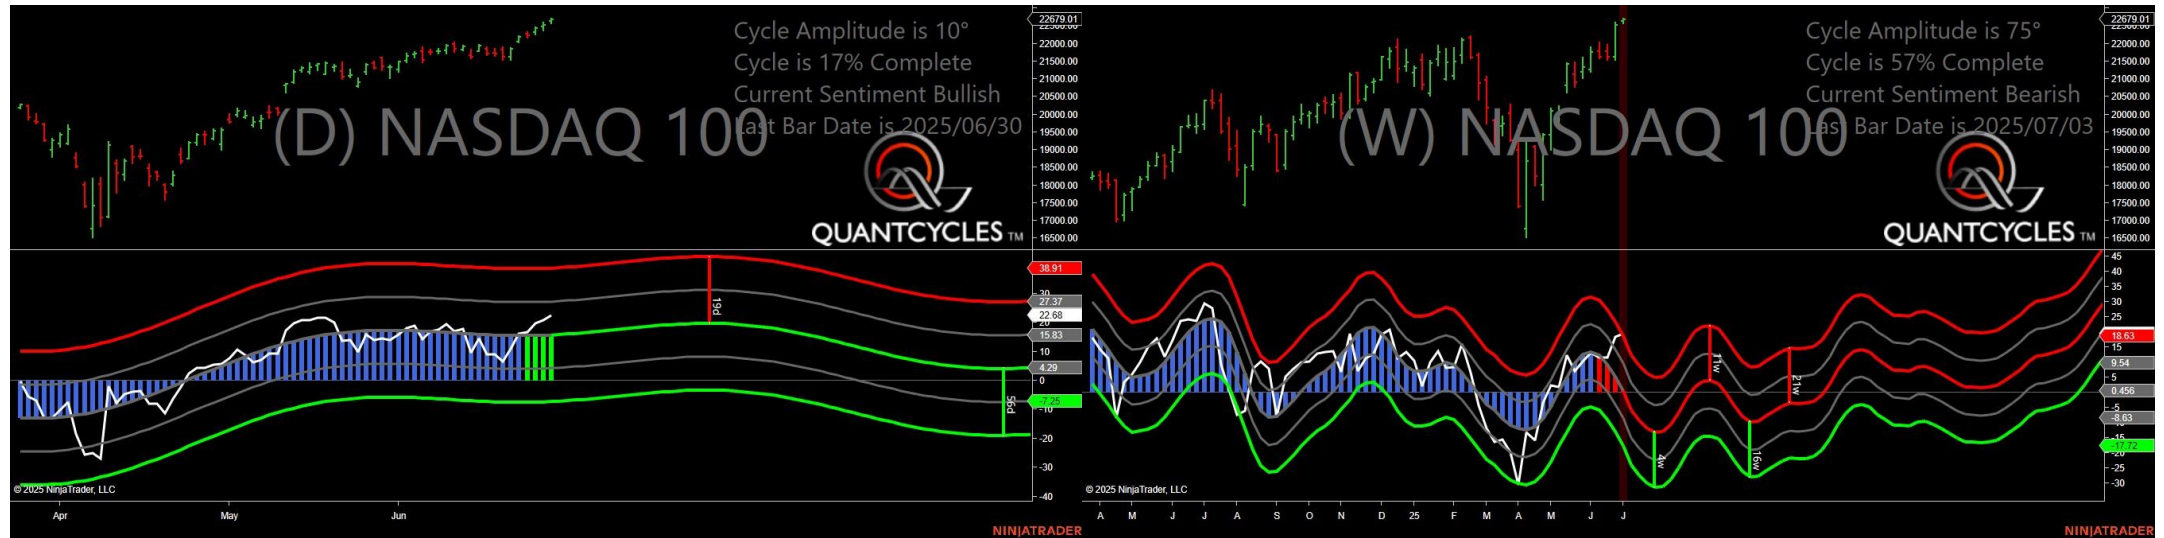 Cycle Amplitude is 10°
Cycle is 17% Complete
Current Sentiment Bullish
Last Bar Date is 2025/06/30
(D) NASDAQ 100
QUANTCYCLES TM
22679.01
22000.00
21500.00
21000.00
20500.00
20000.00
19500.00
19000.00
18500.00
18000.00
17500.00
17000.00
16500.00
38.91
27.37
22.68
15.83
10
4.29
0
-7.25
-10
-20
-30
-40
19d
56d
© 2025 NinjaTrader, LLC
Apr May Jun
NINJATRADER
Cycle Amplitude is 75°
Cycle is 57% Complete
Current Sentiment Bearish
Last Bar Date is 2025/07/03
(W) NASDAQ 100
QUANTCYCLES TM
22679.01
22000.00
21500.00
21000.00
20500.00
20000.00
19500.00
19000.00
18500.00
18000.00
17500.00
17000.00
16500.00
45
40
35
30
25
18.63
15
9.54
5
0.456
-5
-8.63
-17.72
-20
-25
-30
4w
11w
16w
21w
© 2025 NinjaTrader, LLC
A M J J A S O N D 25 F M A M J J
NINJATRADER